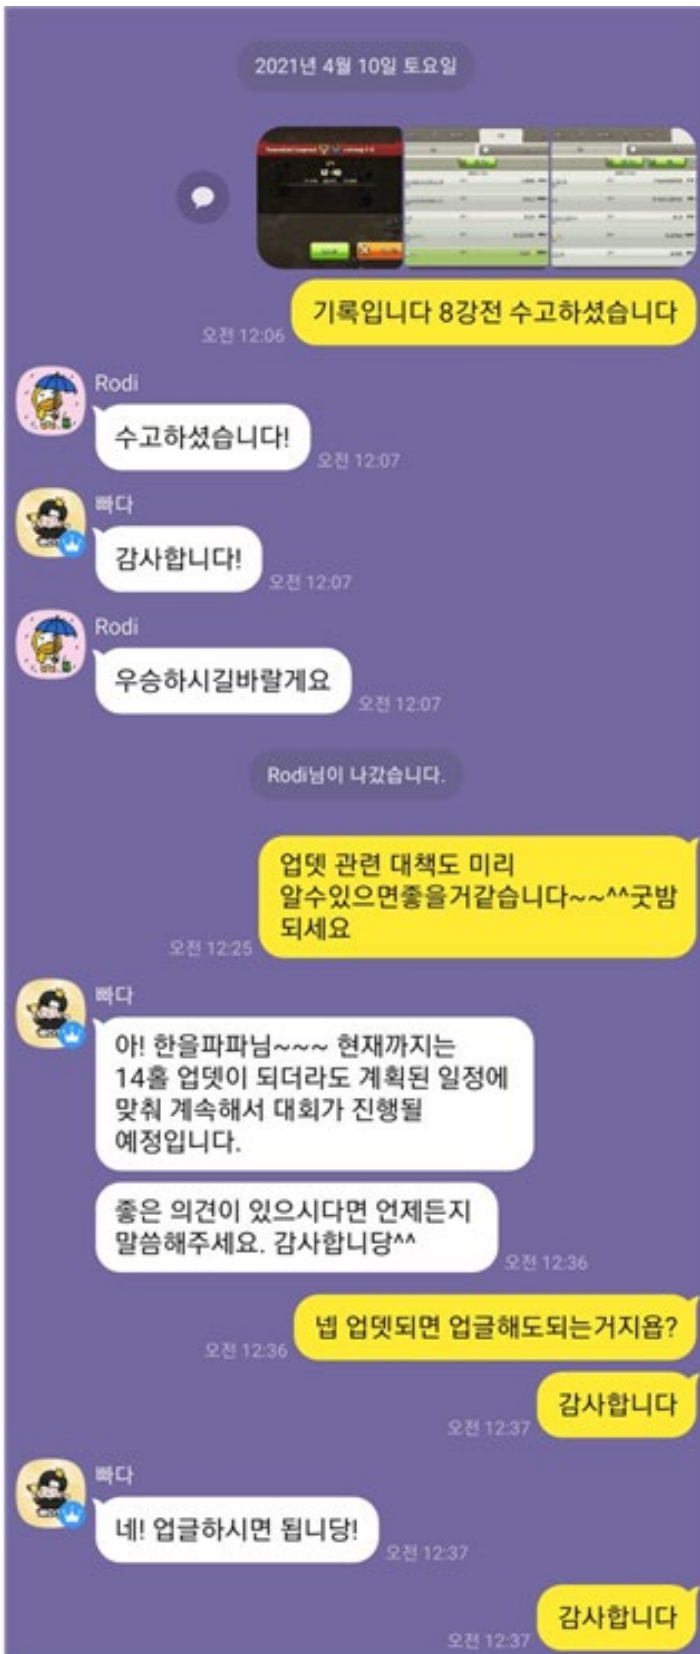 2021년 4월 10일 토요일
기록입니다 8강전 수고하셨습니다
오전 12:06
Rodi
수고하셨습니다!
오전 12:07
빠다
감사합니다!
오전 12:07
Rodi
우승하시길바랄게요
오전 12:07
Rodi님이 나갔습니다.
업뎃 관련 대책도 미리
알수있으면좋을거같습니다~~^^굿밤
되세요
오전 12:25
빠다
아! 한을파파님~~~ 현재까지는
14홀 업뎃이 되더라도 계획된 일정에
맞춰 계속해서 대회가 진행될
예정입니다.
좋은 의견이 있으시다면 언제든지
말씀해주세요. 감사합니당^^
오전 12:36
넵 업뎃되면 업글해도되는거지욥?
오전 12:36
감사합니다
오전 12:37
빠다
네! 업글하시면 됩니당!
오전 12:37
감사합니다
오전 12:37